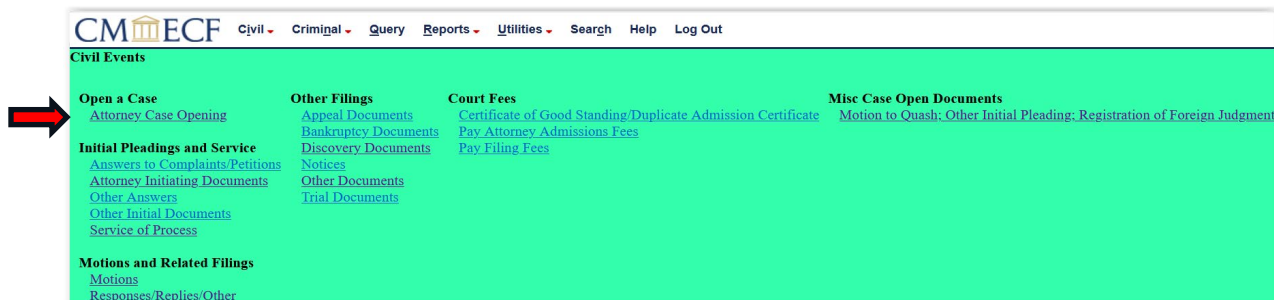 CM ECF Civil Criminal Query Reports Utilities Search Help Log Out
Civil Events
Open a Case
Attorney Case Opening
Initial Pleadings and Service
Answers to Complaints/Petitions
Attorney Initiating Documents
Other Answers
Other Initial Documents
Service of Process
Motions and Related Filings
Motions
Responses/Replies/Other
Other Filings
Appeal Documents
Bankruptcy Documents
Discovery Documents
Notices
Other Documents
Trial Documents
Court Fees
Certificate of Good Standing/Duplicate Admission Certificate
Pay Attorney Admissions Fees
Pay Filing Fees
Misc Case Open Documents
Motion to Quash; Other Initial Pleading; Registration of Foreign Judgment